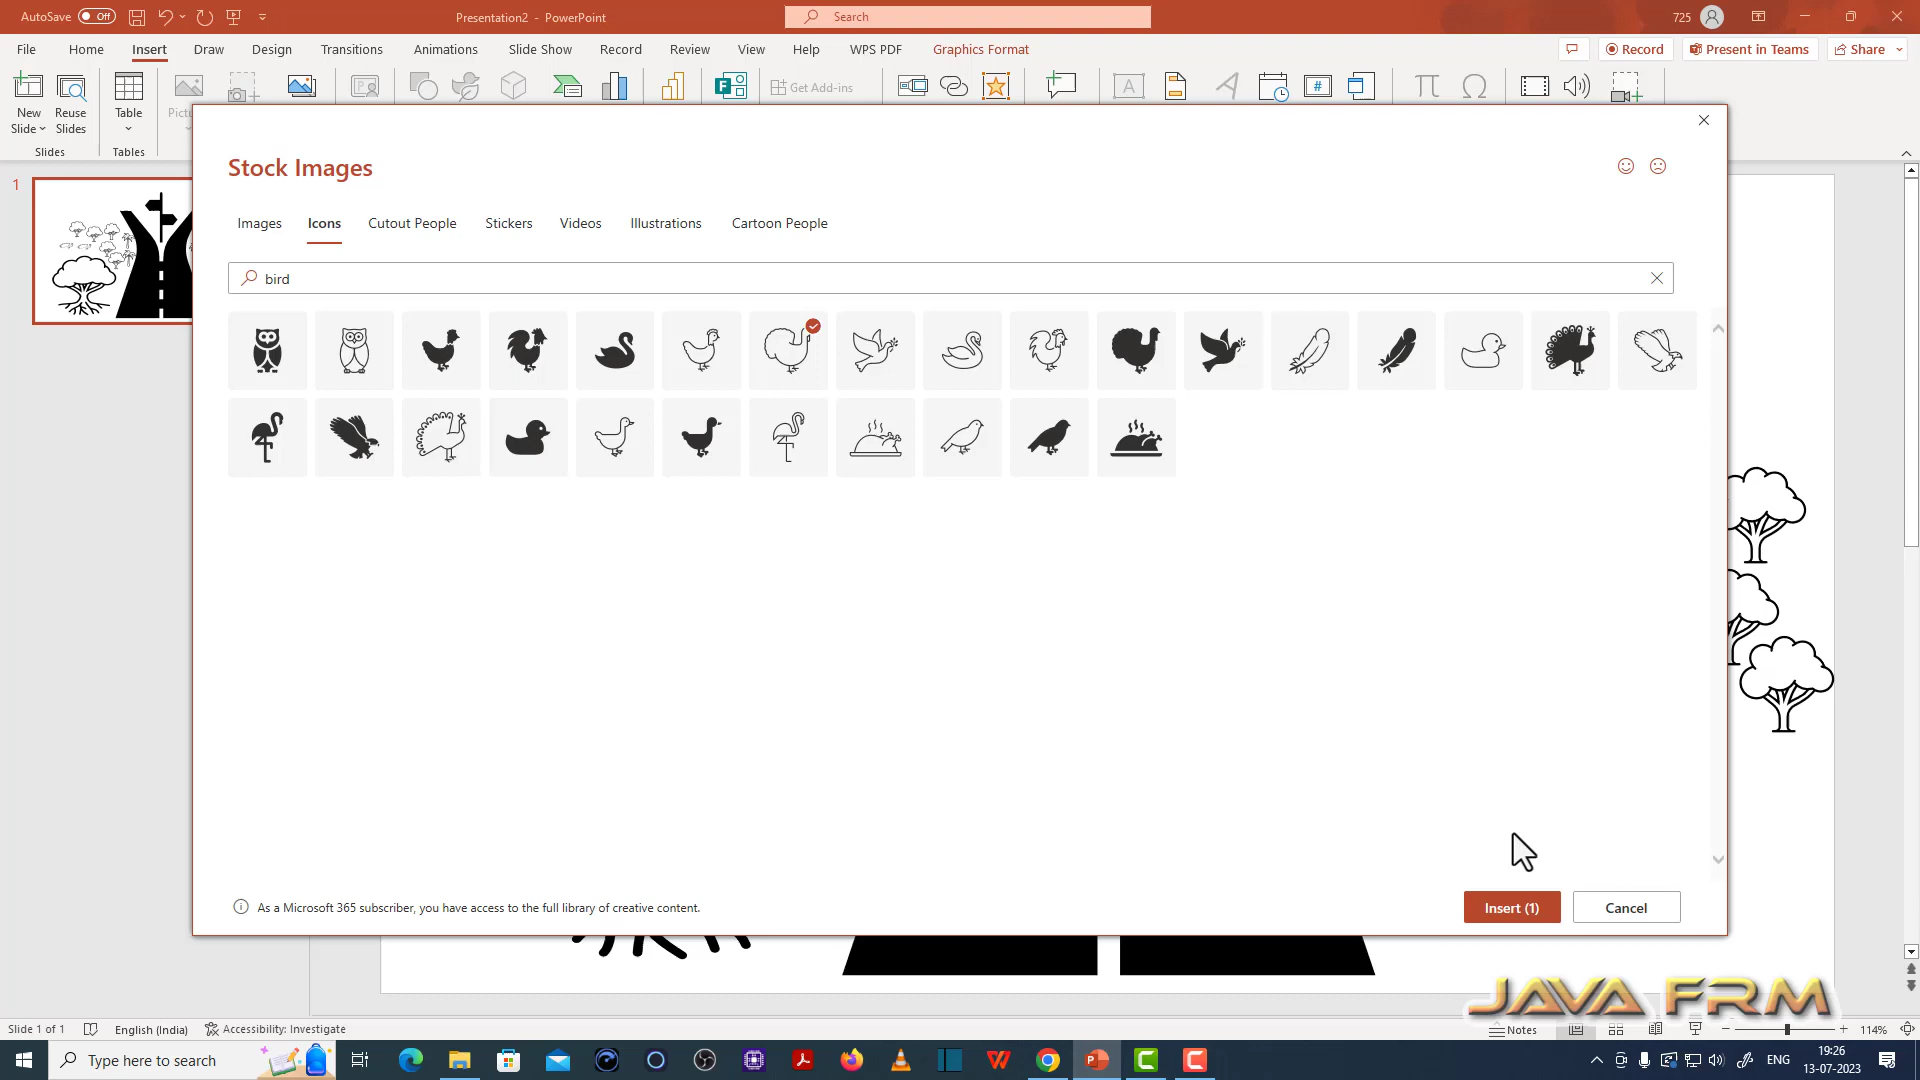 AutoSave Off
Presentation2 - PowerPoint
Search
725
File Home Insert Draw Design Transitions Animations Slide Show Record Review View Help WPS PDF Graphics Format
Record
Present in Teams
Share
Get Add-ins
New
Slide
Reuse
Slides
Table
Slides
Tables
Stock Images
Images Icons Cutout People Stickers Videos Illustrations Cartoon People
bird
1
As a Microsoft 365 subscriber, you have access to the full library of creative content.
Insert (1)
Cancel
JAVA FRM
Slide 1 of 1
English (India)
Accessibility: Investigate
Notes
114%
Type here to search
ENG
19:26
13-07-2023